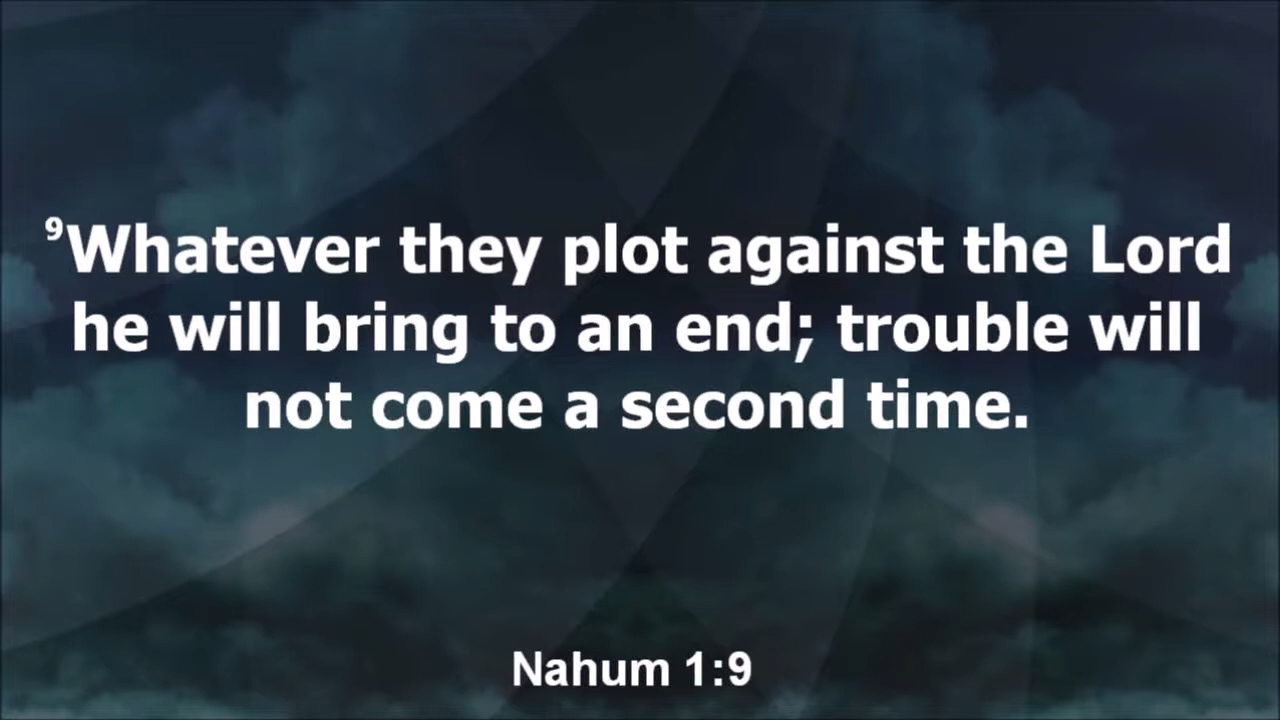 ⁹Whatever they plot against the Lord
he will bring to an end; trouble will
not come a second time.
Nahum 1:9